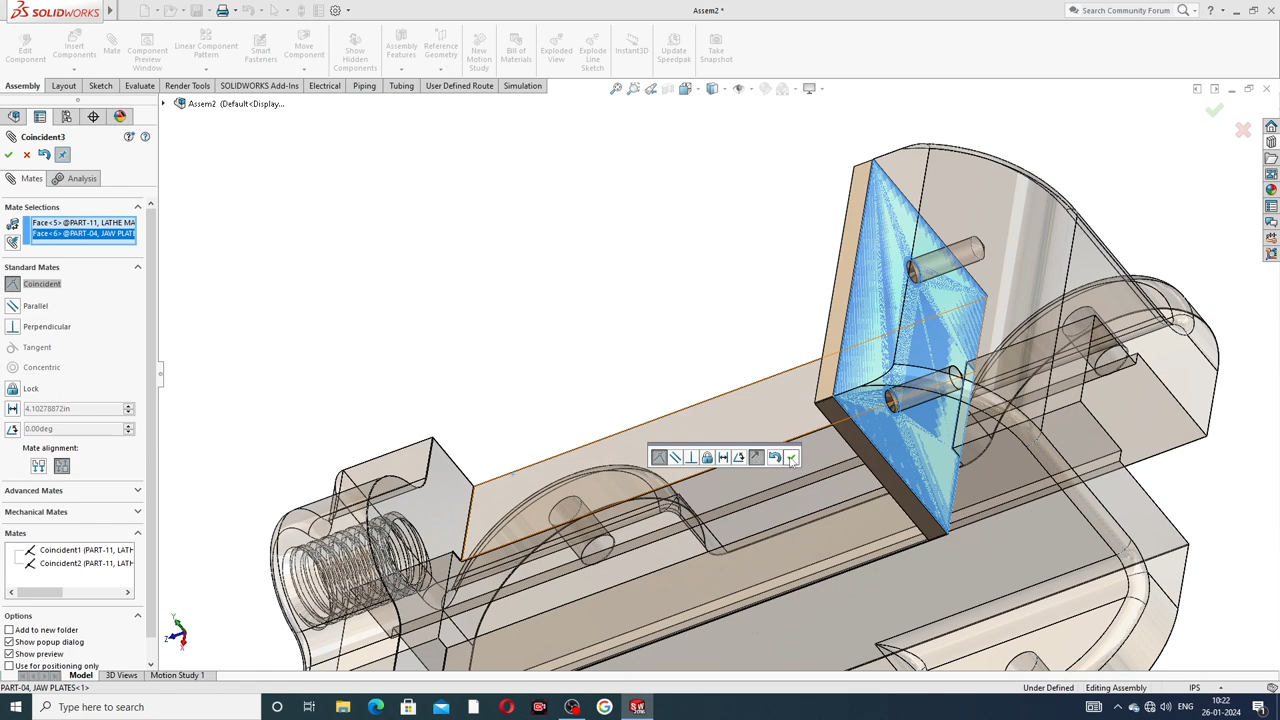 SOLIDWORKS
Assem2 *
Search Community Forum
Edit Component
Insert Components
Mate
Component Preview Window
Linear Component Pattern
Smart Fasteners
Move Component
Show Hidden Components
Assembly Features
Reference Geometry
New Motion Study
Bill of Materials
Exploded View
Explode Line Sketch
Instant3D
Update Speedpak
Take Snapshot
Assembly
Layout
Sketch
Evaluate
Render Tools
SOLIDWORKS Add-Ins
Electrical
Piping
Tubing
User Defined Route
Simulation
Assem2 (Default<Display...
Coincident3
Mates
Analysis
Mate Selections
Face<5>@PART-11, LATHE MA
Face<6>@PART-04, JAW PLATE
Standard Mates
Coincident
Parallel
Perpendicular
Tangent
Concentric
Lock
4.10278872in
0.00deg
Mate alignment:
Advanced Mates
Mechanical Mates
Mates
Coincident1 (PART-11, LATH
Coincident2 (PART-11, LATH
Options
Add to new folder
Show popup dialog
Show preview
Use for positioning only
Y
Z
X
Model
3D Views
Motion Study 1
PART-04, JAW PLATES<1>
Under Defined
Editing Assembly
IPS
Type here to search
ENG
10:22
26-01-2024